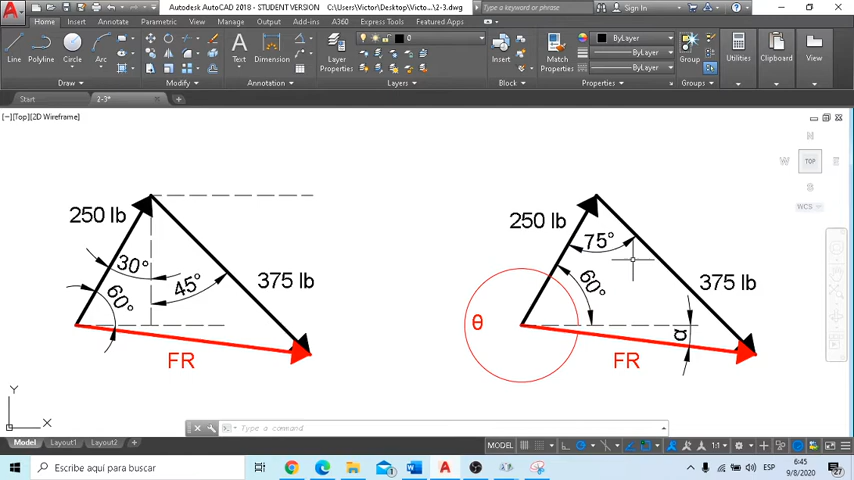 Autodesk AutoCAD 2018 - STUDENT VERSION C:\Users\Victor\Desktop\Victo...\2-3.dwg
Sign In
Home Insert Annotate Parametric View Manage Output Add-ins A360 Express Tools Featured Apps
Line Polyline Circle Arc Text Dimension Layer Properties 0 Insert Match Properties ByLayer Group Utilities Clipboard View
ByLayer
ByLayer
Draw Modify Annotation Layers Block Properties Groups
Start 2-3*
[−][Top][2D Wireframe]
N
W TOP E
S
WCS
250 lb
30°
45°
60°
375 lb
FR
250 lb
75°
60°
375 lb
θ
α
FR
Y
X
Type a command
Model Layout1 Layout2 +
MODEL 1:1
Escribe aquí para buscar
ESP
6:45
9/8/2020
27